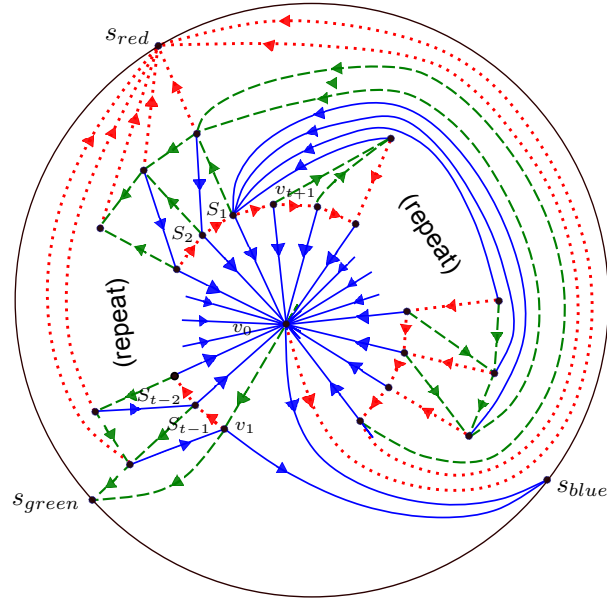 s_{red}
v_{t+1}
S_1
S_2
(repeat)
(repeat)
v_0
S_{t-2}
S_{t-1}
v_1
s_{green}
s_{blue}